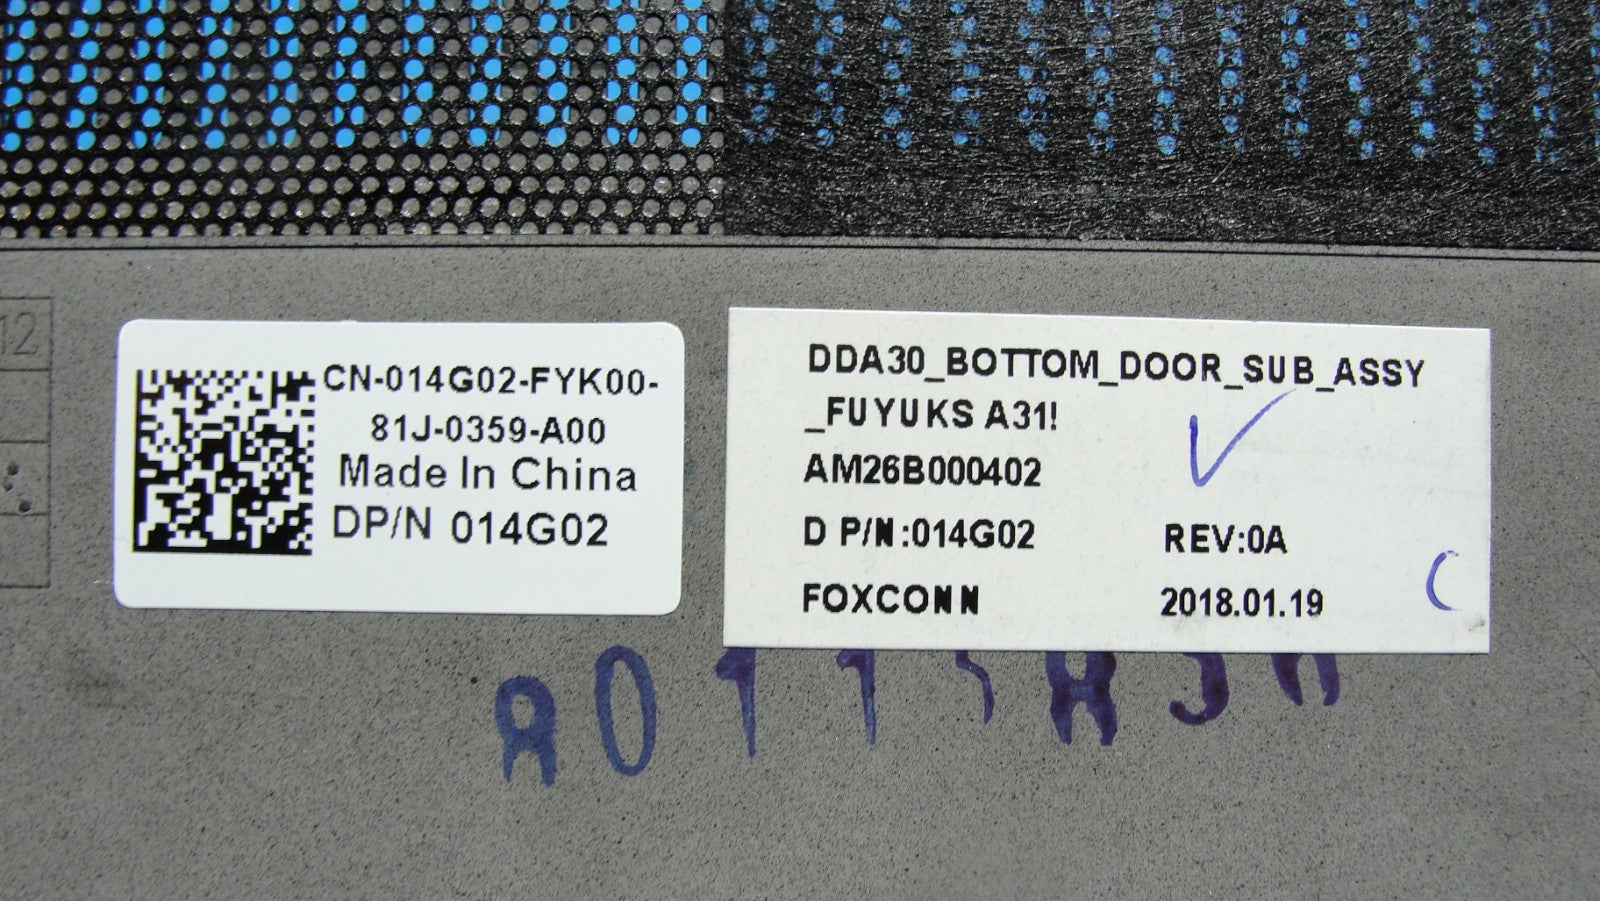 12
CN-014G02-FYK00-
81J-0359-A00
Made In China
DP/N 014G02
DDA30_BOTTOM_DOOR_SUB_ASSY
_FUYUKS A31!
AM26B000402
D P/N:014G02 REV:0A
FOXCONN 2018.01.19